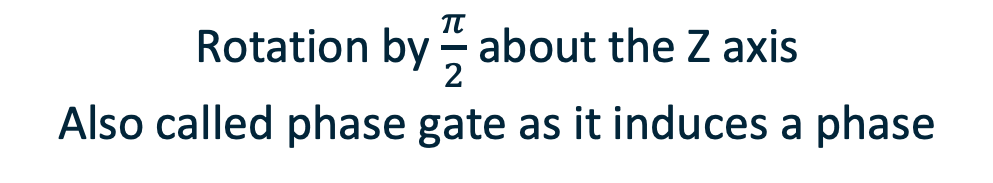 Rotation by π/2 about the Z axis
Also called phase gate as it induces a phase